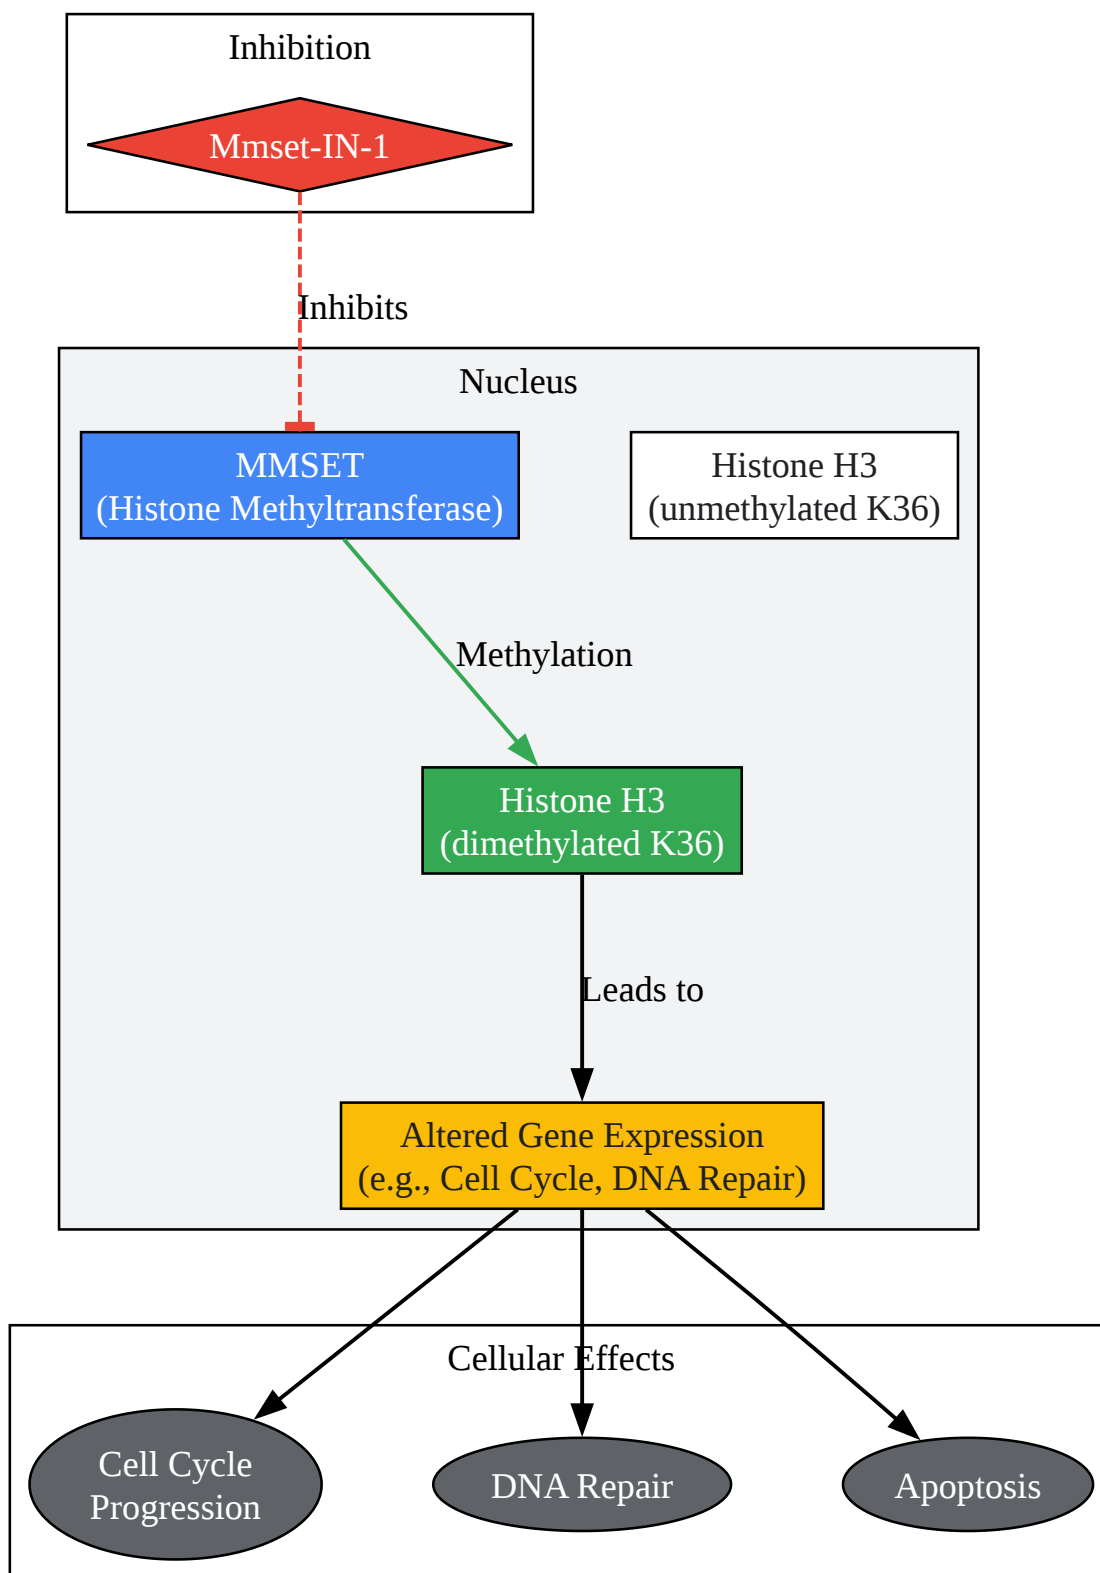 Inhibition
Mmset-IN-1
Inhibits
Nucleus
MMSET
(Histone Methyltransferase)
Histone H3
(unmethylated K36)
Methylation
Histone H3
(dimethylated K36)
Leads to
Altered Gene Expression
(e.g., Cell Cycle, DNA Repair)
Cellular Effects
Cell Cycle
Progression
DNA Repair
Apoptosis